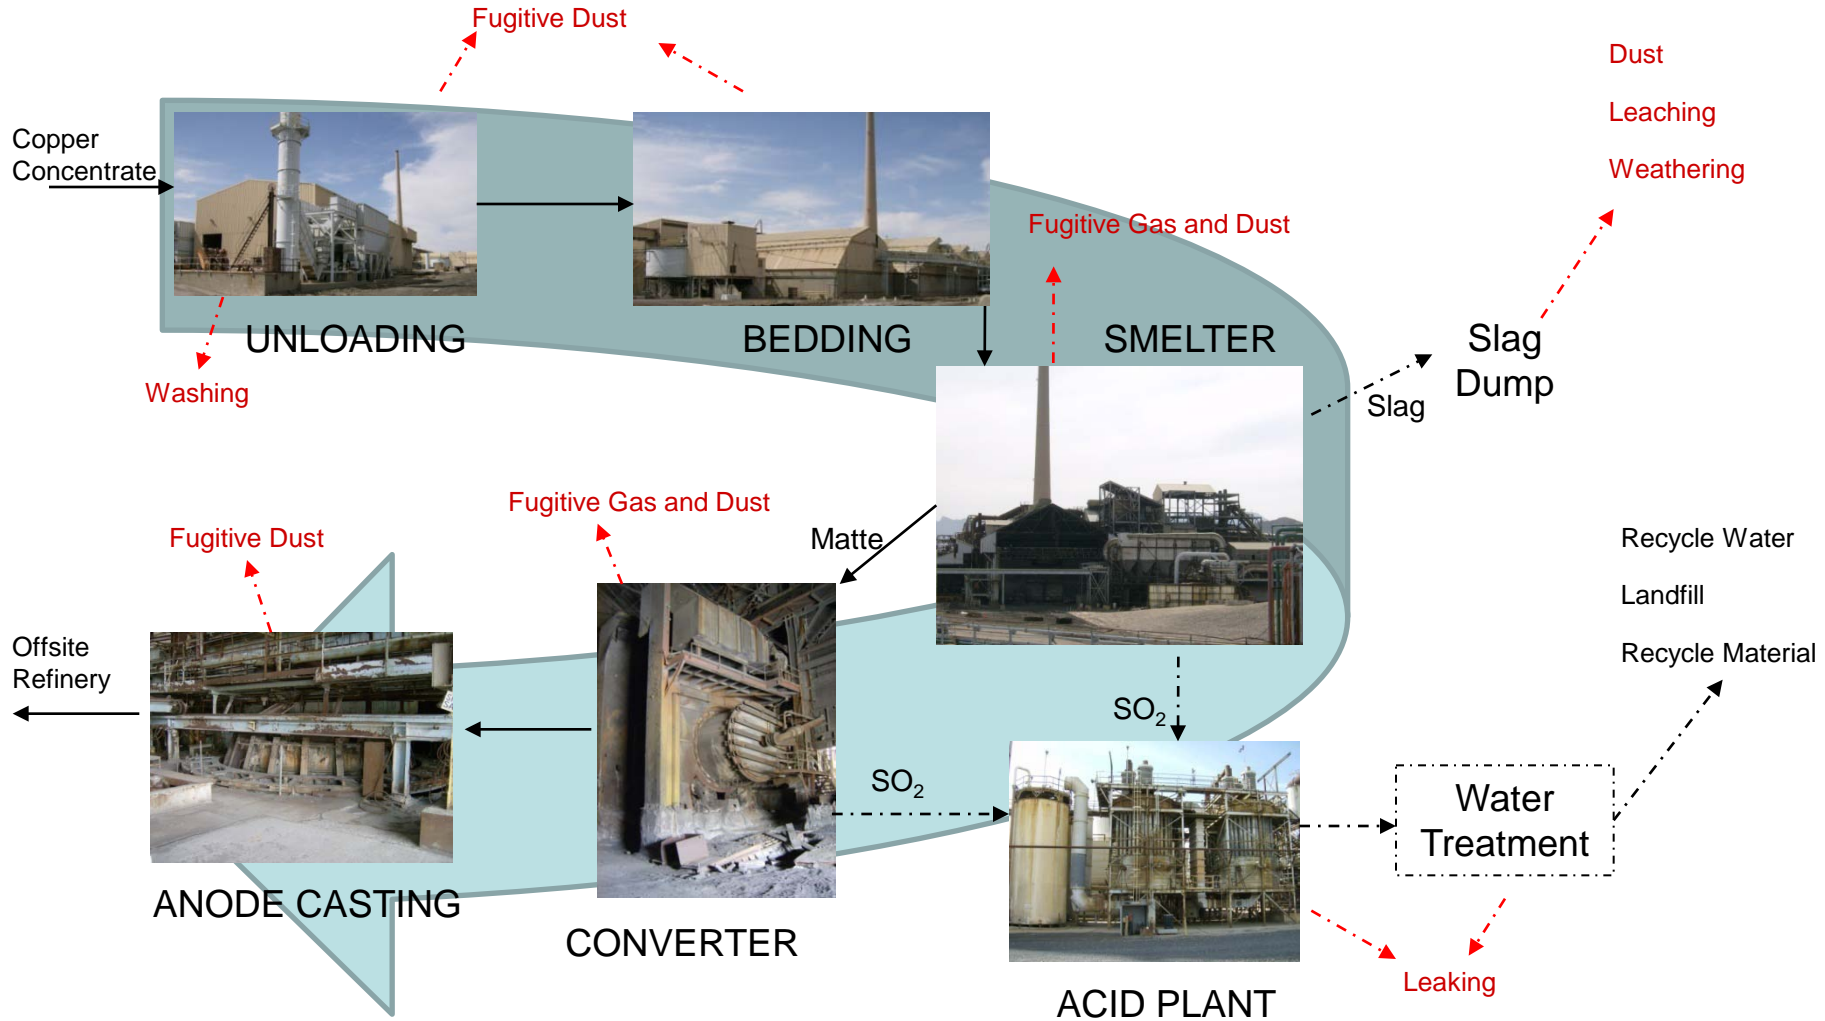 Fugitive Dust
Dust
Leaching
Weathering
Copper
Concentrate
Fugitive Gas and Dust
UNLOADING
BEDDING
SMELTER
Slag
Dump
Washing
Slag
Fugitive Gas and Dust
Matte
Fugitive Dust
Recycle Water
Landfill
Recycle Material
Offsite
Refinery
SO₂
SO₂
Water
Treatment
ANODE CASTING
CONVERTER
ACID PLANT
Leaking